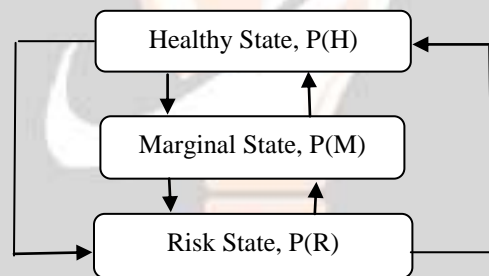 Healthy State, P(H)
Marginal State, P(M)
Risk State, P(R)